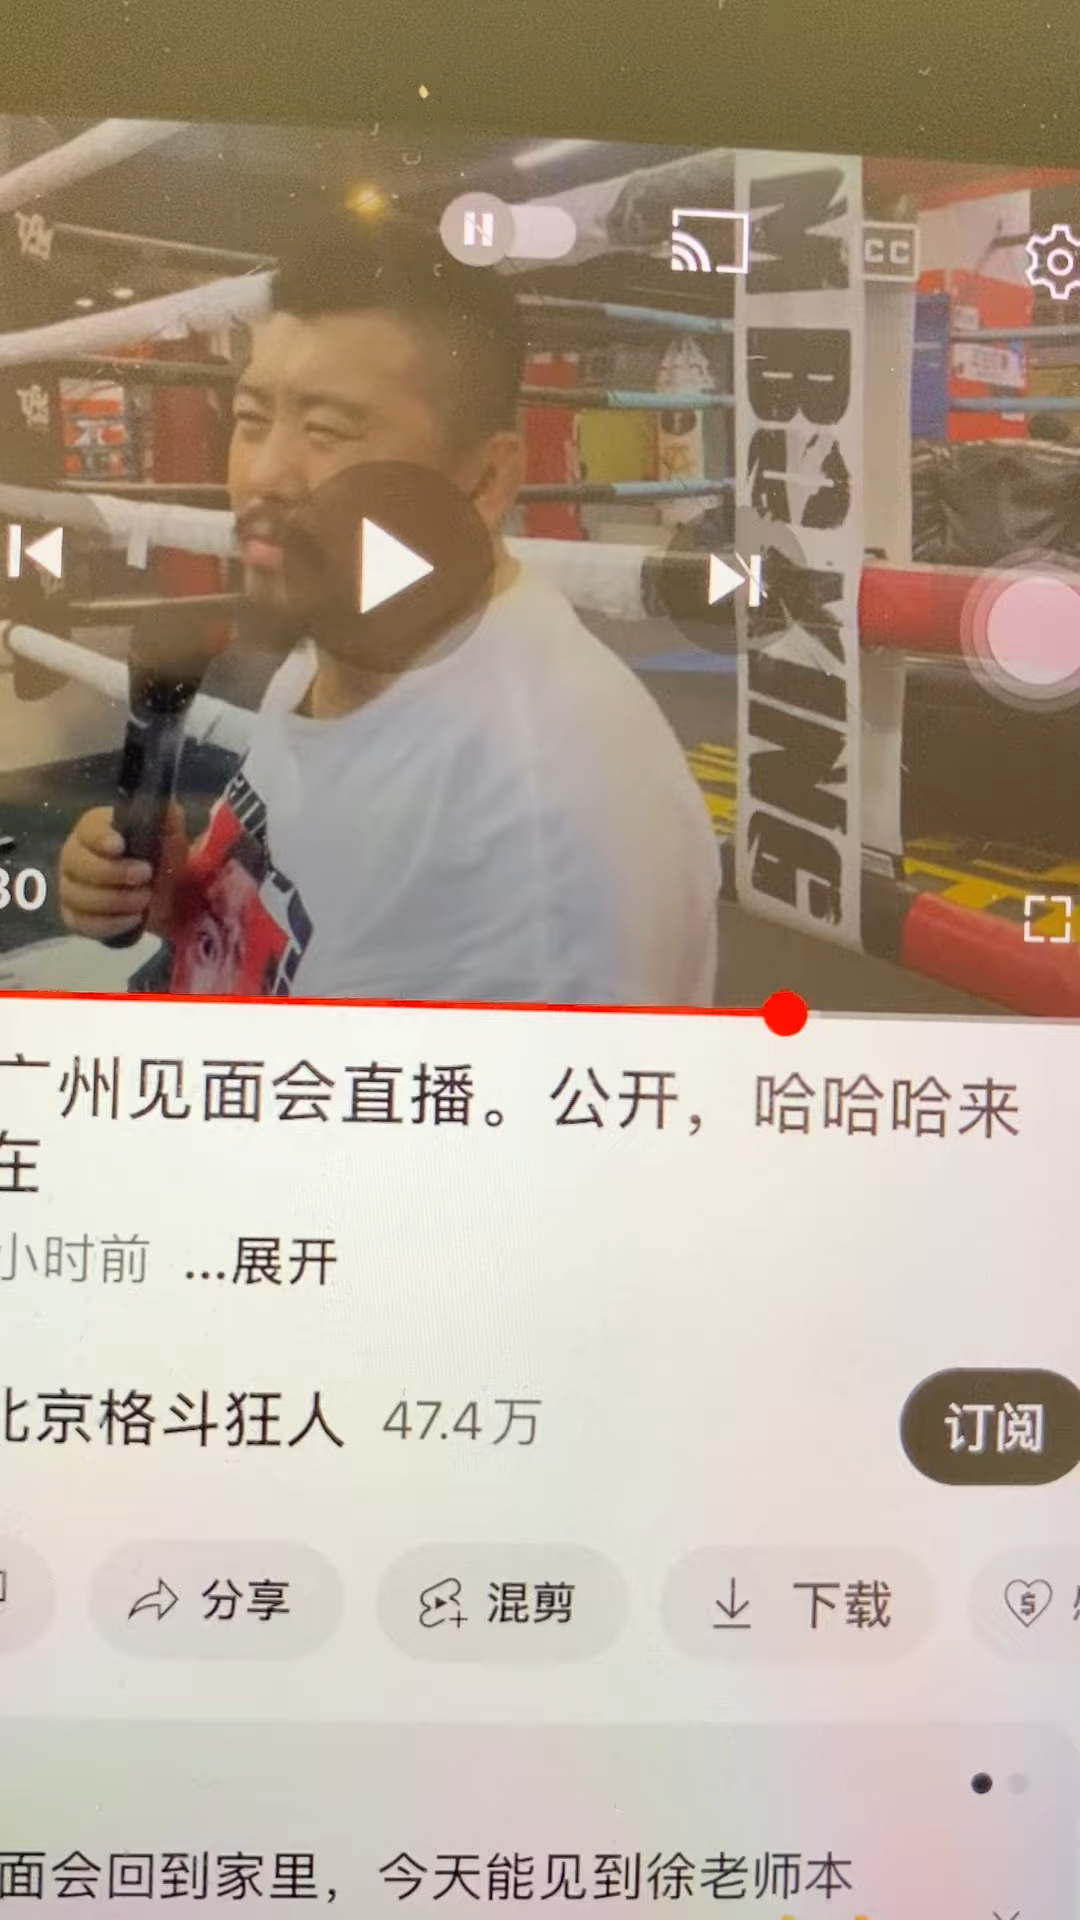 CC
BOXING
30
广州见面会直播。公开，哈哈哈来
在
小时前 ...展开
北京格斗狂人 47.4万
订阅
分享
混剪
下载
面会回到家里，今天能见到徐老师本